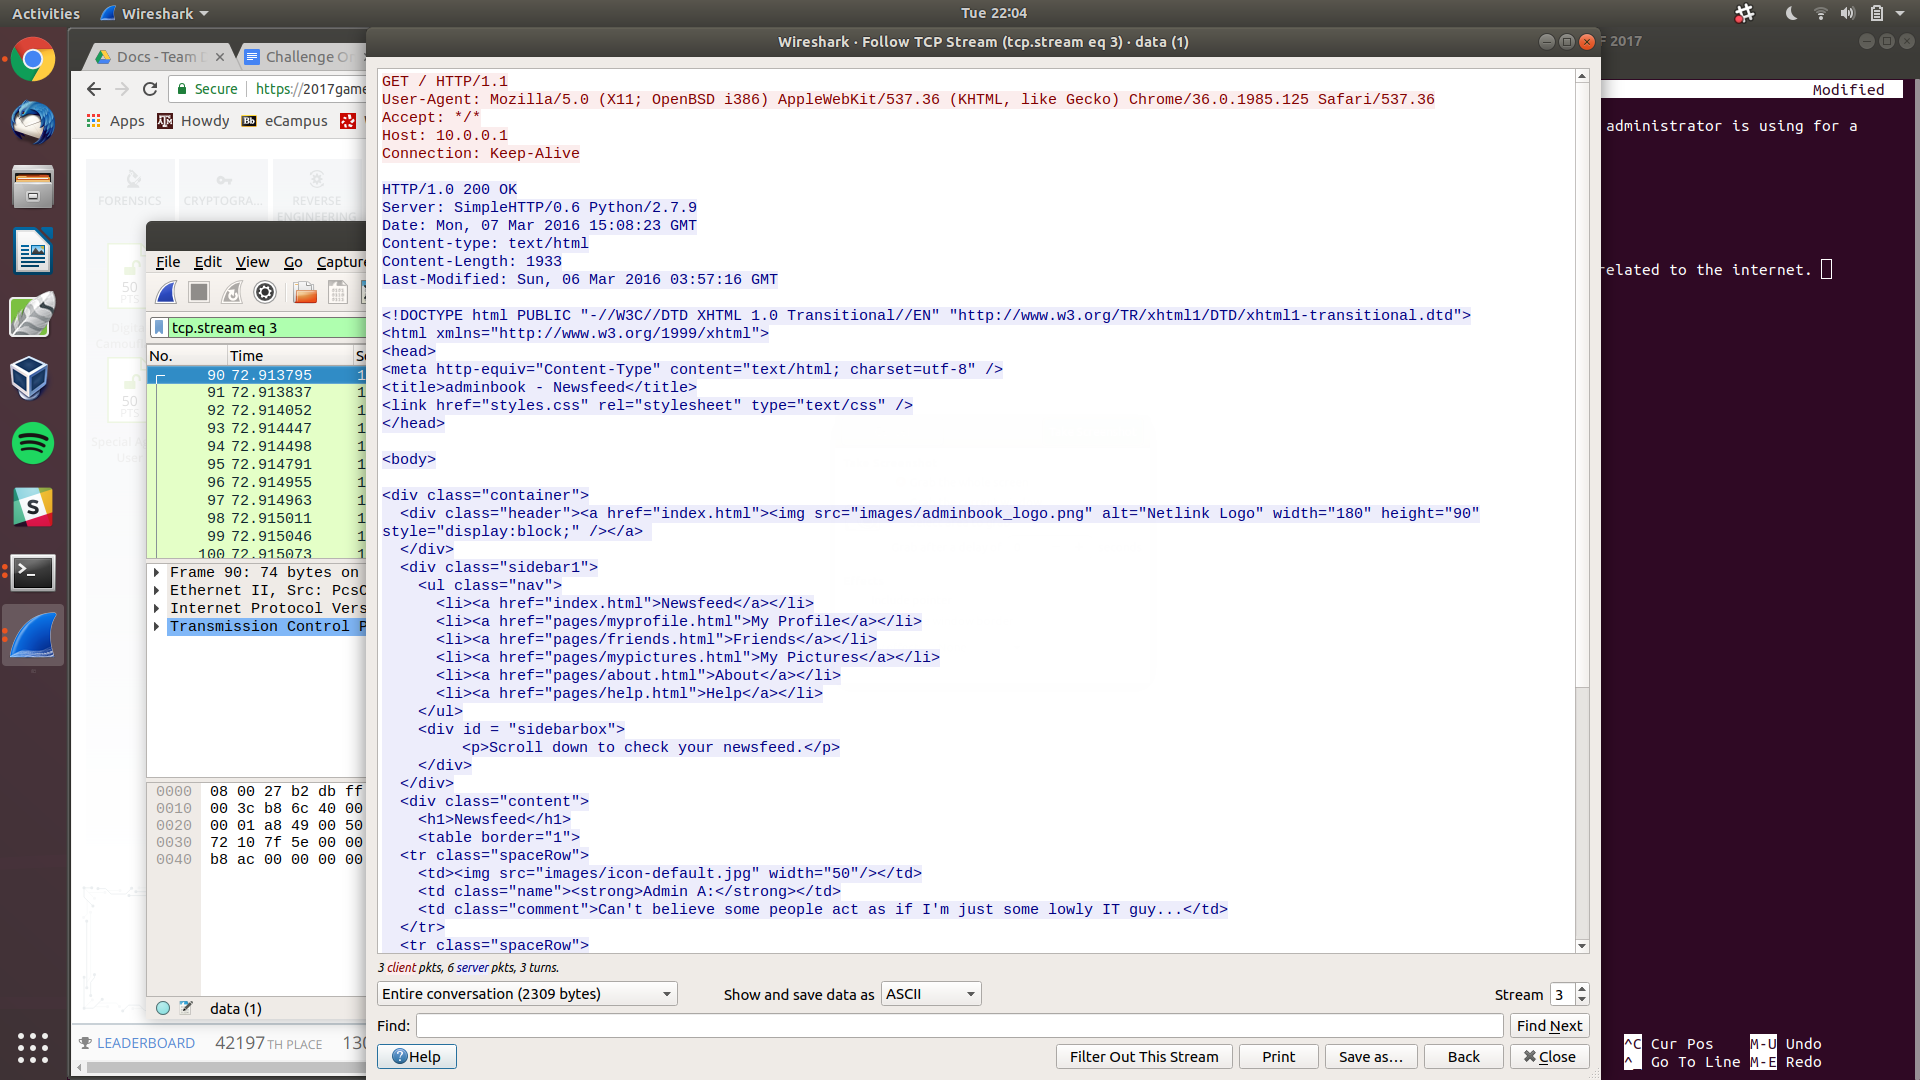 Activities Wireshark Tue 22:04
Wireshark · Follow TCP Stream (tcp.stream eq 3) · data (1)
F 2017
Docs - Team
Challenge O
Secure https://2017game
Apps Howdy Bb eCampus
FORENSICS CRYPTOGRA... REVERSE
ENGINEERING
50
PTS
50
PTS
Special A
User
File Edit View Go Capture
tcp.stream eq 3
No. Time
90 72.913795 1
91 72.913837 1
92 72.914052 1
93 72.914447 1
94 72.914498 1
95 72.914791 1
96 72.914955 1
97 72.914963 1
98 72.915011 1
99 72.915046 1
100 72.915073 1
Frame 90: 74 bytes on
Ethernet II, Src: PcsC
Internet Protocol Vers
Transmission Control P
0000 08 00 27 b2 db ff
0010 00 3c b8 6c 40 00
0020 00 01 a8 49 00 50
0030 72 10 7f 5e 00 00
0040 b8 ac 00 00 00 00
data (1)
LEADERBOARD 42197TH PLACE 130
GET / HTTP/1.1
User-Agent: Mozilla/5.0 (X11; OpenBSD i386) AppleWebKit/537.36 (KHTML, like Gecko) Chrome/36.0.1985.125 Safari/537.36
Accept: */*
Host: 10.0.0.1
Connection: Keep-Alive
HTTP/1.0 200 OK
Server: SimpleHTTP/0.6 Python/2.7.9
Date: Mon, 07 Mar 2016 15:08:23 GMT
Content-type: text/html
Content-Length: 1933
Last-Modified: Sun, 06 Mar 2016 03:57:16 GMT
<!DOCTYPE html PUBLIC "-//W3C//DTD XHTML 1.0 Transitional//EN" "http://www.w3.org/TR/xhtml1/DTD/xhtml1-transitional.dtd">
<html xmlns="http://www.w3.org/1999/xhtml">
<head>
<meta http-equiv="Content-Type" content="text/html; charset=utf-8" />
<title>adminbook - Newsfeed</title>
<link href="styles.css" rel="stylesheet" type="text/css" />
</head>
<body>
<div class="container">
<div class="header"><a href="index.html"><img src="images/adminbook_logo.png" alt="Netlink Logo" width="180" height="90"
style="display:block;" /></a>
</div>
<div class="sidebar1">
<ul class="nav">
<li><a href="index.html">Newsfeed</a></li>
<li><a href="pages/myprofile.html">My Profile</a></li>
<li><a href="pages/friends.html">Friends</a></li>
<li><a href="pages/mypictures.html">My Pictures</a></li>
<li><a href="pages/about.html">About</a></li>
<li><a href="pages/help.html">Help</a></li>
</ul>
<div id = "sidebarbox">
<p>Scroll down to check your newsfeed.</p>
</div>
</div>
<div class="content">
<h1>Newsfeed</h1>
<table border="1">
<tr class="spaceRow">
<td><img src="images/icon-default.jpg" width="50"/></td>
<td class="name"><strong>Admin A:</strong></td>
<td class="comment">Can't believe some people act as if I'm just some lowly IT guy...</td>
</tr>
<tr class="spaceRow">
3 client pkts, 6 server pkts, 3 turns.
Entire conversation (2309 bytes) Show and save data as ASCII Stream 3
Find: Find Next
Help Filter Out This Stream Print Save as... Back Close
Modified
administrator is using for a
related to the internet.
^C Cur Pos M-U Undo
^_ Go To Line M-E Redo